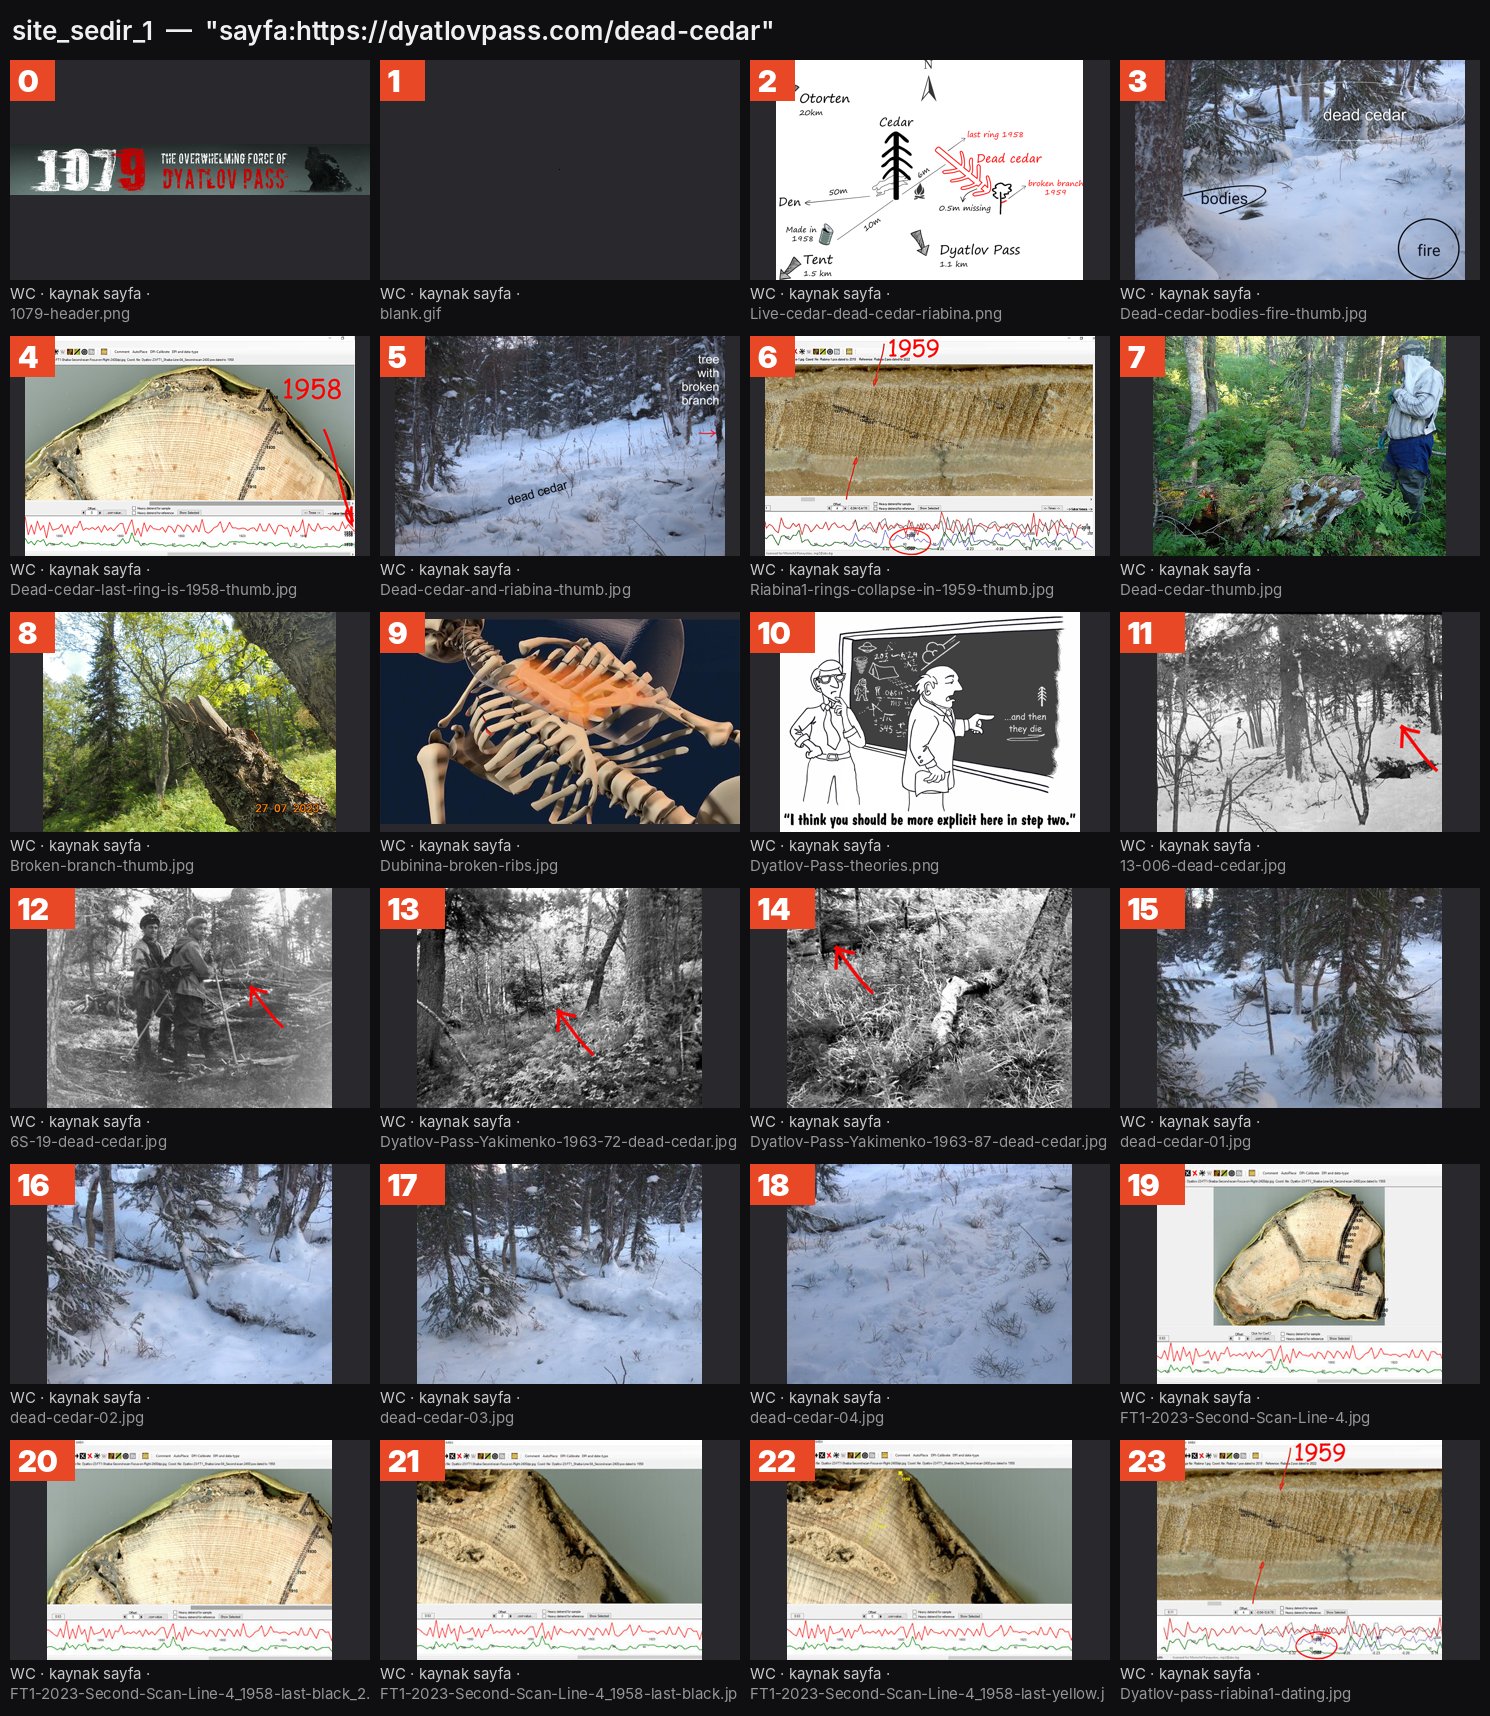 site_sedir_1 — "sayfa:https://dyatlovpass.com/dead-cedar"
0
1079 THE OVERWHELMING FORCE OF
DYATLOV PASS
WC · kaynak sayfa ·
1079-header.png
1
WC · kaynak sayfa ·
blank.gif
2
N
Otorten
20km
Cedar
last ring 1958
Dead cedar
6m
broken branch
1959
50m
Den
0.5m missing
Made in
1958
10m
Dyatlov Pass
1.1 km
Tent
1.5 km
WC · kaynak sayfa ·
Live-cedar-dead-cedar-riabina.png
3
dead cedar
bodies
fire
WC · kaynak sayfa ·
Dead-cedar-bodies-fire-thumb.jpg
4
1958
WC · kaynak sayfa ·
Dead-cedar-last-ring-is-1958-thumb.jpg
5
tree
with
broken
branch
dead cedar
WC · kaynak sayfa ·
Dead-cedar-and-riabina-thumb.jpg
6
1959
WC · kaynak sayfa ·
Riabina1-rings-collapse-in-1959-thumb.jpg
7
WC · kaynak sayfa ·
Dead-cedar-thumb.jpg
8
WC · kaynak sayfa ·
Broken-branch-thumb.jpg
9
WC · kaynak sayfa ·
Dubinina-broken-ribs.jpg
10
...and then
they die
"I think you should be more explicit here in step two."
WC · kaynak sayfa ·
Dyatlov-Pass-theories.png
11
WC · kaynak sayfa ·
13-006-dead-cedar.jpg
12
WC · kaynak sayfa ·
6S-19-dead-cedar.jpg
13
WC · kaynak sayfa ·
Dyatlov-Pass-Yakimenko-1963-72-dead-cedar.jpg
14
WC · kaynak sayfa ·
Dyatlov-Pass-Yakimenko-1963-87-dead-cedar.jpg
15
WC · kaynak sayfa ·
dead-cedar-01.jpg
16
WC · kaynak sayfa ·
dead-cedar-02.jpg
17
WC · kaynak sayfa ·
dead-cedar-03.jpg
18
WC · kaynak sayfa ·
dead-cedar-04.jpg
19
WC · kaynak sayfa ·
FT1-2023-Second-Scan-Line-4.jpg
20
WC · kaynak sayfa ·
FT1-2023-Second-Scan-Line-4_1958-last-black_2.
21
WC · kaynak sayfa ·
FT1-2023-Second-Scan-Line-4_1958-last-black.jp
22
WC · kaynak sayfa ·
FT1-2023-Second-Scan-Line-4_1958-last-yellow.j
23
1959
WC · kaynak sayfa ·
Dyatlov-pass-riabina1-dating.jpg